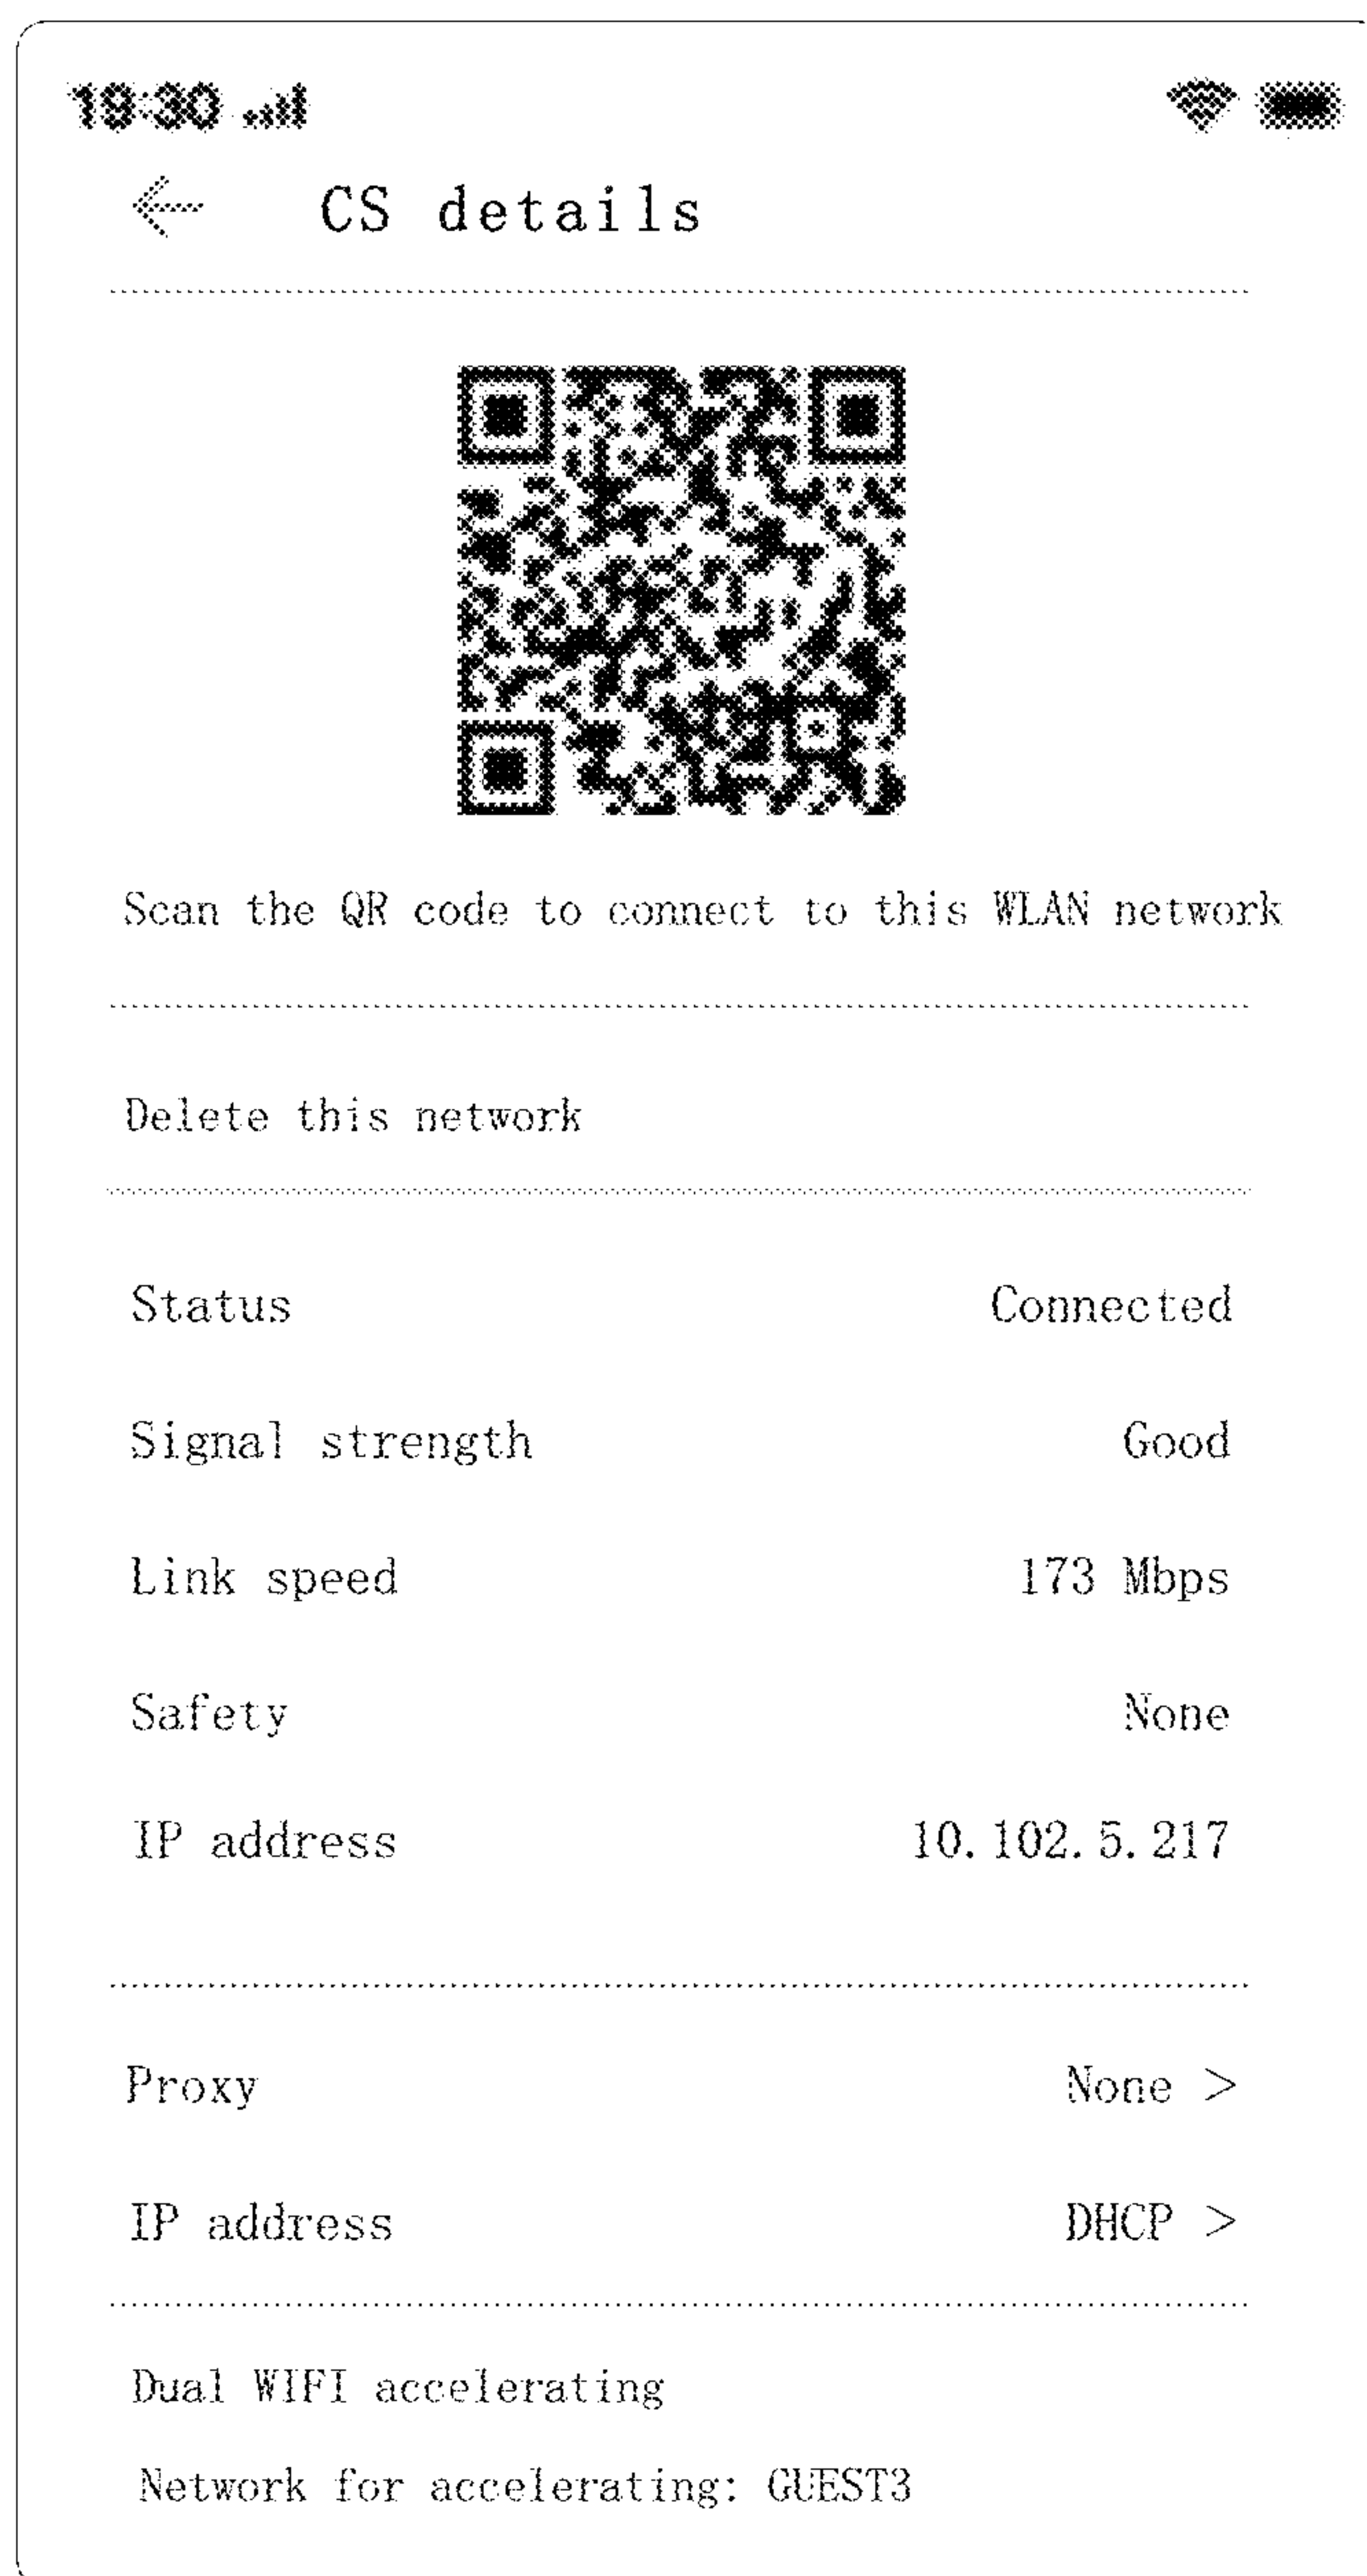 19:30
← CS details
Scan the QR code to connect to this WLAN network
Delete this network
Status Connected
Signal strength Good
Link speed 173 Mbps
Safety None
IP address 10.102.5.217
Proxy None >
IP address DHCP >
Dual WIFI accelerating
Network for accelerating: GUEST3